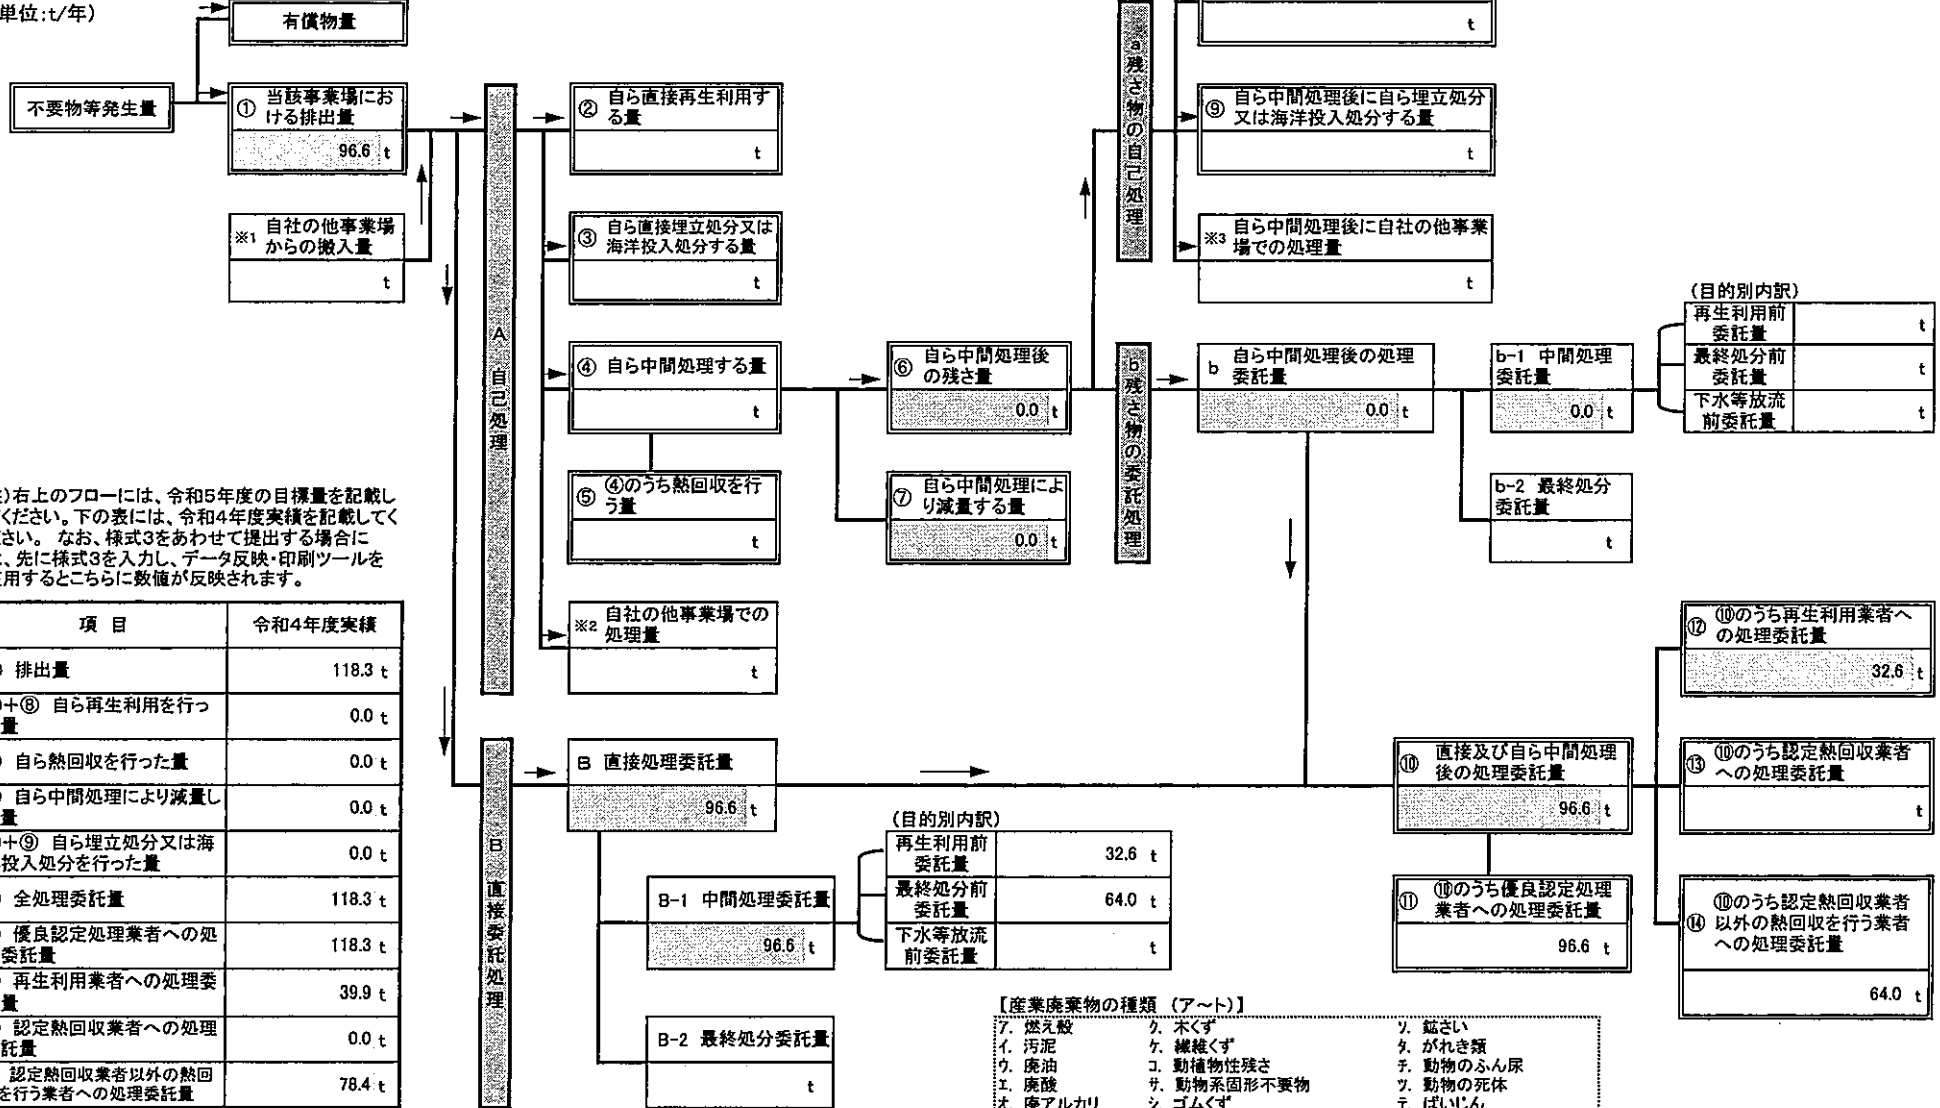 単位:t/年)
有償物量
t
不要物等発生量
① 当該事業場にお
ける排出量
96.6 t
※1 自社の他事業場
からの搬入量
t
A 自己処理
② 自ら直接再生利用す
る量
t
③ 自ら直接埋立処分又は
海洋投入処分する量
t
④ 自ら中間処理する量
t
⑤ ④のうち熱回収を行
う量
t
※2 自社の他事業場での
処理量
t
⑥ 自ら中間処理後
の残さ量
0.0 t
⑦ 自ら中間処理によ
り減量する量
0.0 t
a 残さ物の自己処理
⑨ 自ら中間処理後に自ら埋立処分
又は海洋投入処分する量
t
※3 自ら中間処理後に自社の他事業
場での処理量
t
b 残さ物の委託処理
b 自ら中間処理後の処理
委託量
0.0 t
b-1 中間処理
委託量
0.0 t
(目的別内訳)
再生利用前
委託量 t
最終処分前
委託量 t
下水等放流
前委託量 t
b-2 最終処分
委託量
t
)右上のフローには、令和5年度の目標量を記載し
ください。下の表には、令和4年度実績を記載してく
さい。 なお、様式3をあわせて提出する場合に
、先に様式3を入力し、データ反映・印刷ツールを
用するとこちらに数値が反映されます。
項 目 令和4年度実績
排出量 118.3 t
+⑧ 自ら再生利用を行っ
量 0.0 t
自ら熱回収を行った量 0.0 t
自ら中間処理により減量し
量 0.0 t
+⑨ 自ら埋立処分又は海
投入処分を行った量 0.0 t
全処理委託量 118.3 t
優良認定処理業者への処
委託量 118.3 t
再生利用業者への処理委
量 39.9 t
認定熱回収業者への処理
託量 0.0 t
認定熱回収業者以外の熱回
を行う業者への処理委託量 78.4 t
B 直接委託処理
B 直接処理委託量
96.6 t
B-1 中間処理委託量
96.6 t
(目的別内訳)
再生利用前
委託量 32.6 t
最終処分前
委託量 64.0 t
下水等放流
前委託量 t
B-2 最終処分委託量
t
⑩ 直接及び自ら中間処理
後の処理委託量
96.6 t
⑪ ⑩のうち優良認定処理
業者への処理委託量
96.6 t
⑫ ⑩のうち再生利用業者へ
の処理委託量
32.6 t
⑬ ⑩のうち認定熱回収業者
への処理委託量
t
⑭ ⑩のうち認定熱回収業者
以外の熱回収を行う業者
への処理委託量
64.0 t
【産業廃棄物の種類 (ア～ト)】
ア. 燃え殻 ク. 木くず ソ. 鉱さい
イ. 汚泥 ケ. 繊維くず タ. がれき類
ウ. 廃油 コ. 動植物性残さ チ. 動物のふん尿
エ. 廃酸 サ. 動物系固形不要物 ツ. 動物の死体
オ. 廃アルカリ シ. ゴムくず テ. ばいじん